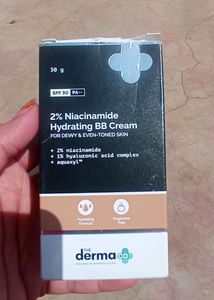 30 g
SPF 30 PA++
2% Niacinamide
Hydrating BB Cream
FOR DEWY & EVEN-TONED SKIN
+ 2% niacinamide
+ 1% hyaluronic acid complex
+ aquaxyl™
Hydrating
Formula
Fragrance
Free
THE
derma co